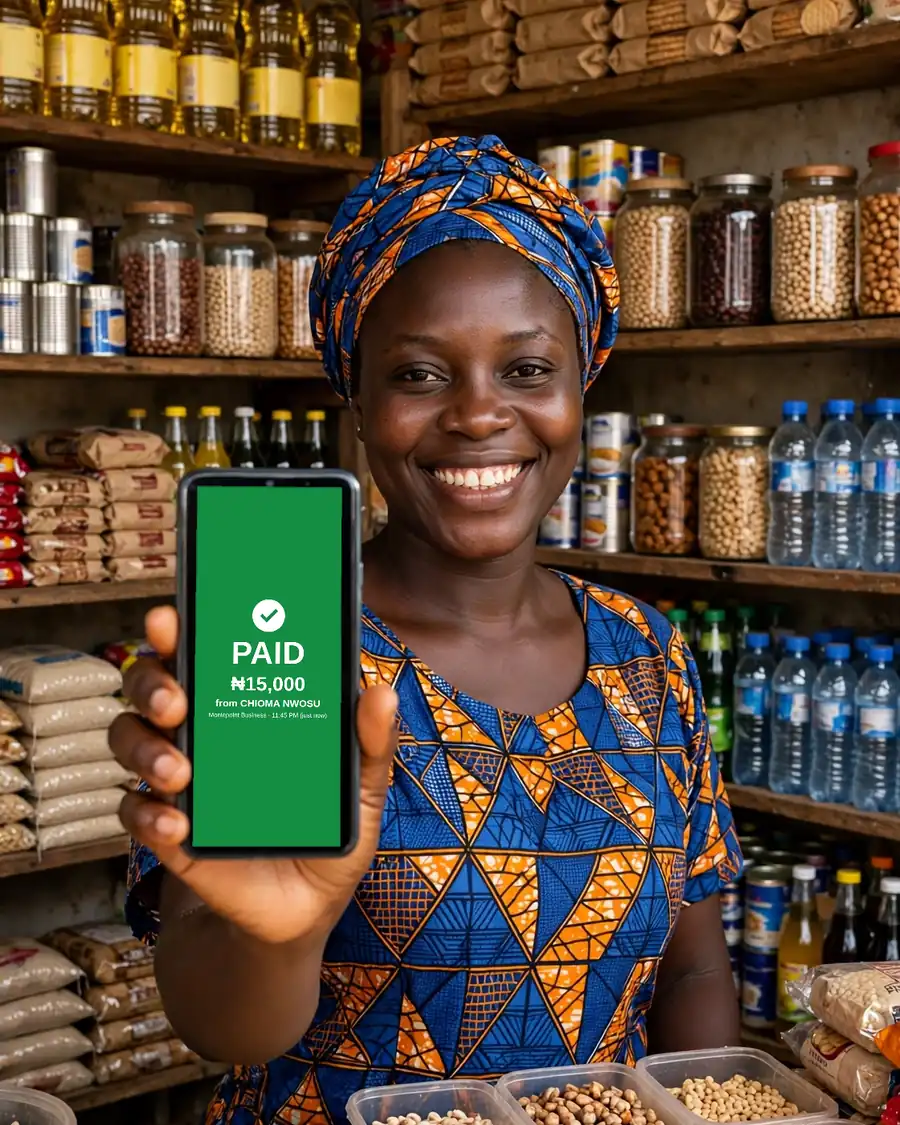 PAID
₦15,000
from CHIOMA NWOSU
Moniepoint Business - 11:45 PM (just now)